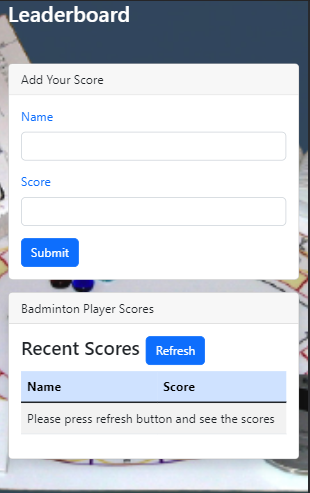 Leaderboard
Add Your Score
Name
Score
Submit
Badminton Player Scores
Recent Scores Refresh
Name Score
Please press refresh button and see the scores